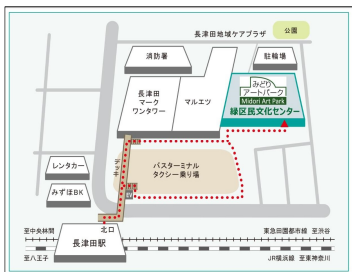 長津田地域ケアプラザ
公園
消防署
駐輪場
長津田
マーク
ワンタワー
マルエツ
みどり
アートパーク
Midori Art Park
緑区民文化センター
デッキ
バスターミナル
タクシー乗り場
レンタカー
みずほBK
北口
長津田駅
至中央林間
東急田園都市線 至渋谷
至八王子
JR横浜線 至東神奈川